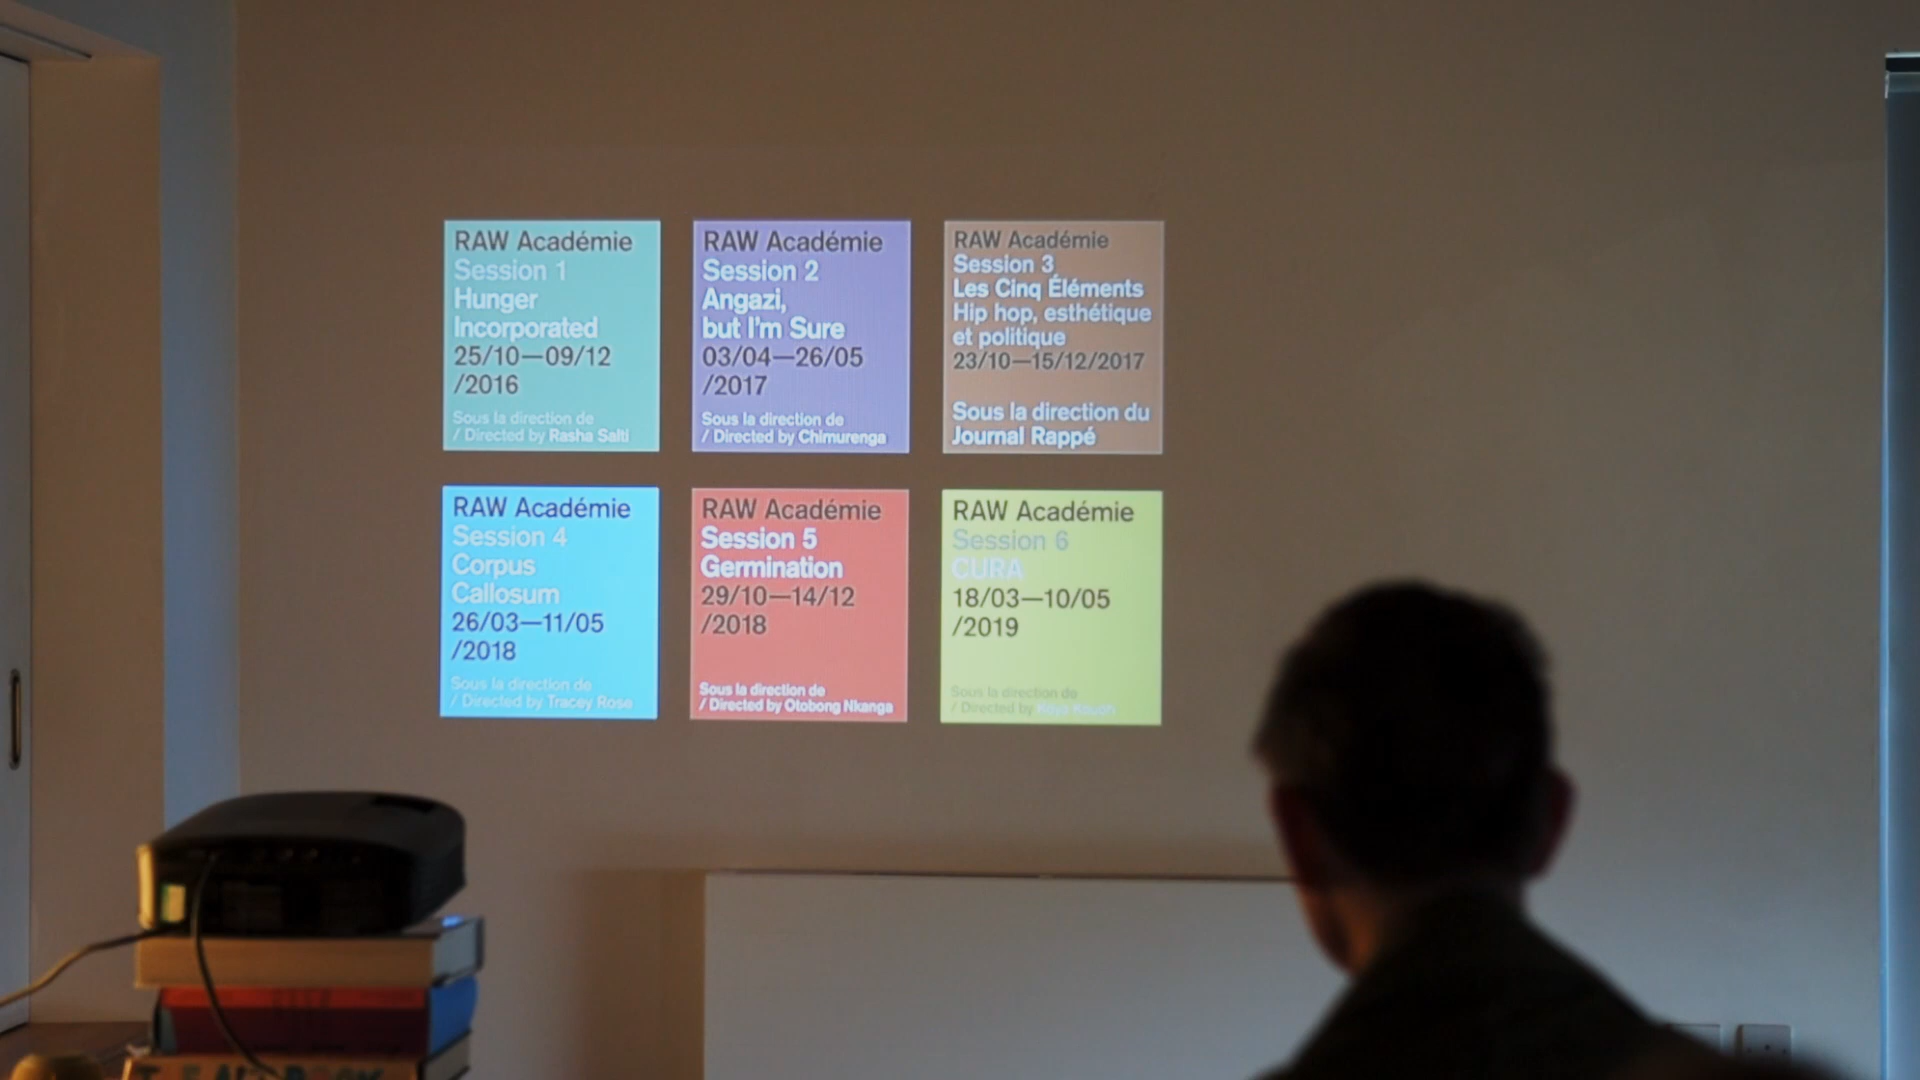 RAW Académie
Session 1
Hunger
Incorporated
25/10—09/12
/2016
Sous la direction de
/ Directed by Rasha Salti
RAW Académie
Session 2
Angazi,
but I'm Sure
03/04—26/05
/2017
Sous la direction de
/ Directed by Chimurenga
RAW Académie
Session 3
Les Cinq Éléments
Hip hop, esthétique
et politique
23/10—15/12/2017
Sous la direction du
Journal Rappé
RAW Académie
Session 4
Corpus
Callosum
26/03—11/05
/2018
Sous la direction de
/ Directed by Tracey Rose
RAW Académie
Session 5
Germination
29/10—14/12
/2018
Sous la direction de
/ Directed by Otobong Nkanga
RAW Académie
Session 6
CURA
18/03—10/05
/2019
Sous la direction de
/ Directed by